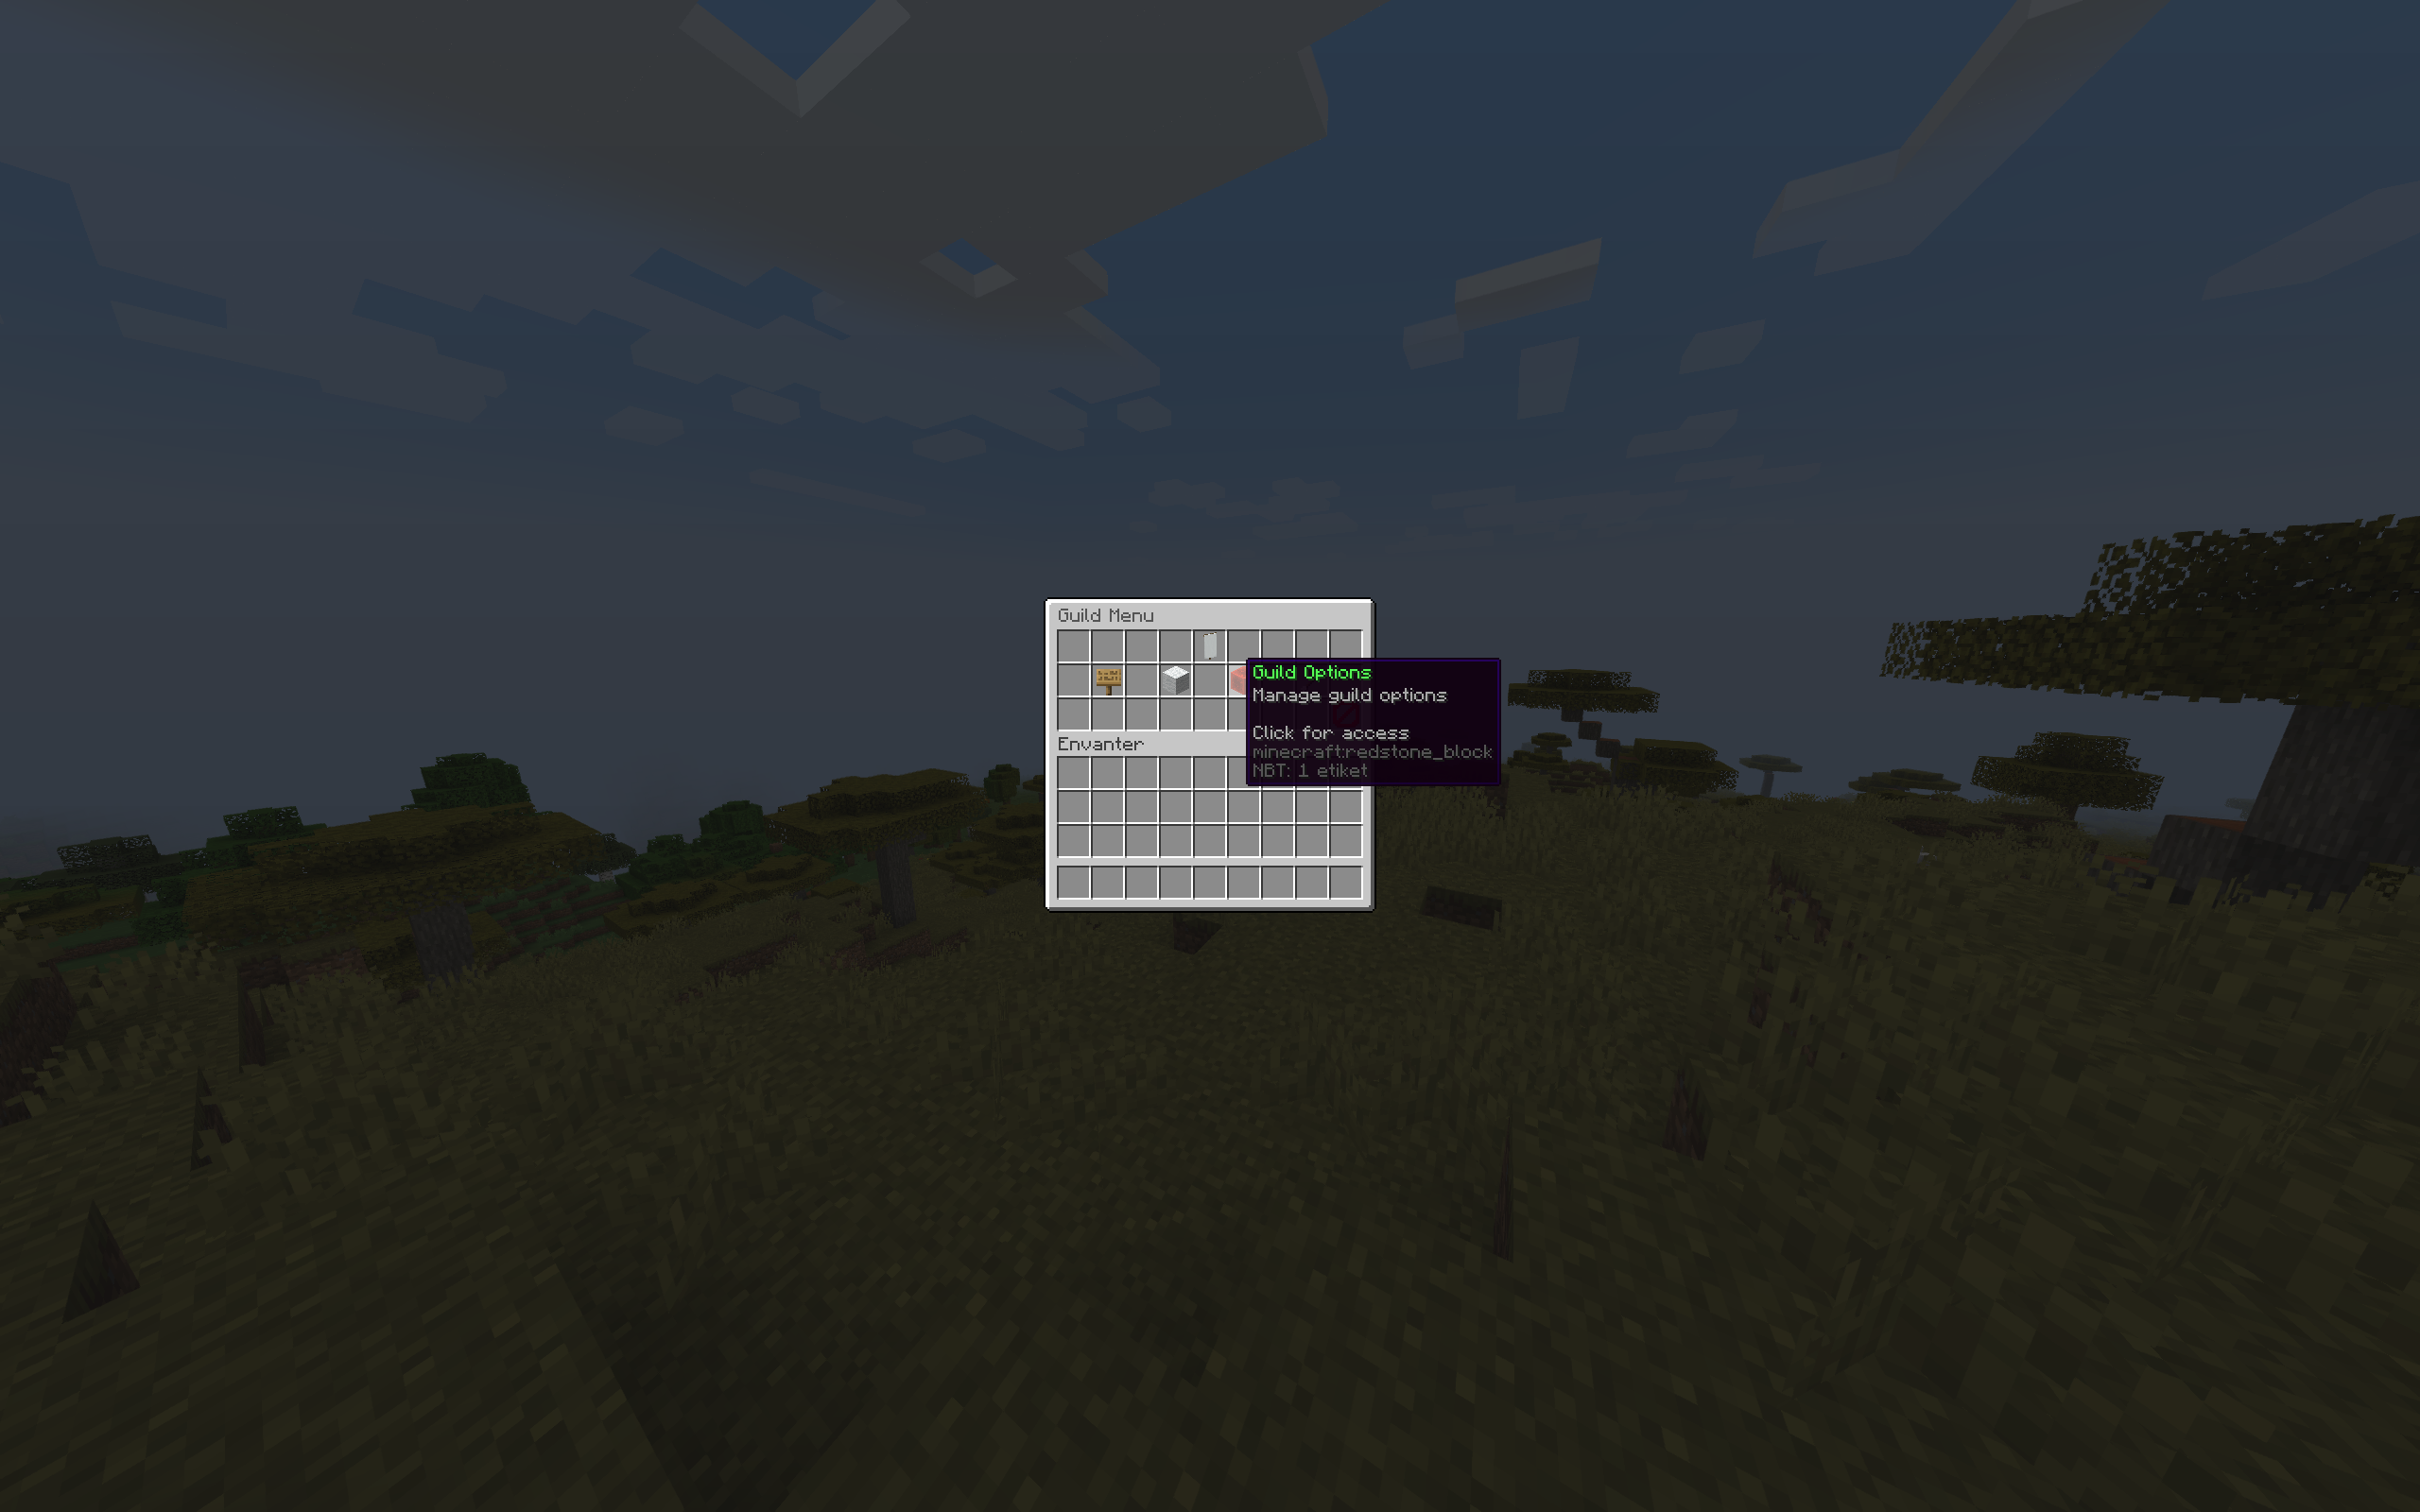 Guild Menu
Guild Options
Manage guild options
Click for access
minecraft:redstone_block
NBT: 1 etiket
Envanter